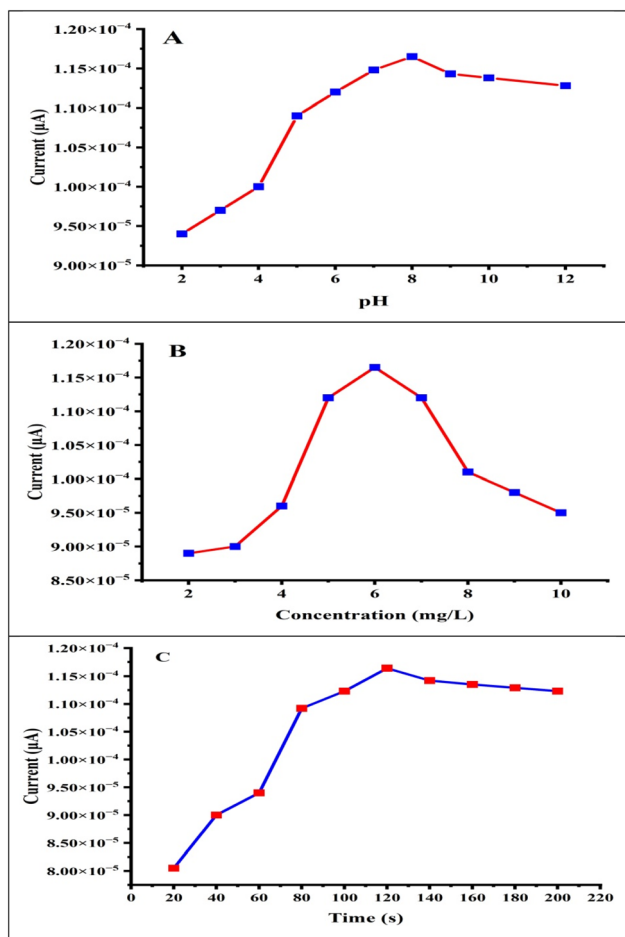 A
1.20×10⁻⁴
1.15×10⁻⁴
1.10×10⁻⁴
1.05×10⁻⁴
1.00×10⁻⁴
9.50×10⁻⁵
9.00×10⁻⁵
Current (µA)
2 4 6 8 10 12
pH
B
1.20×10⁻⁴
1.15×10⁻⁴
1.10×10⁻⁴
1.05×10⁻⁴
1.00×10⁻⁴
9.50×10⁻⁵
9.00×10⁻⁵
8.50×10⁻⁵
Current (µA)
2 4 6 8 10
Concentration (mg/L)
C
1.20×10⁻⁴
1.15×10⁻⁴
1.10×10⁻⁴
1.05×10⁻⁴
1.00×10⁻⁴
9.50×10⁻⁵
9.00×10⁻⁵
8.50×10⁻⁵
8.00×10⁻⁵
Current (µA)
0 20 40 60 80 100 120 140 160 180 200 220
Time (s)